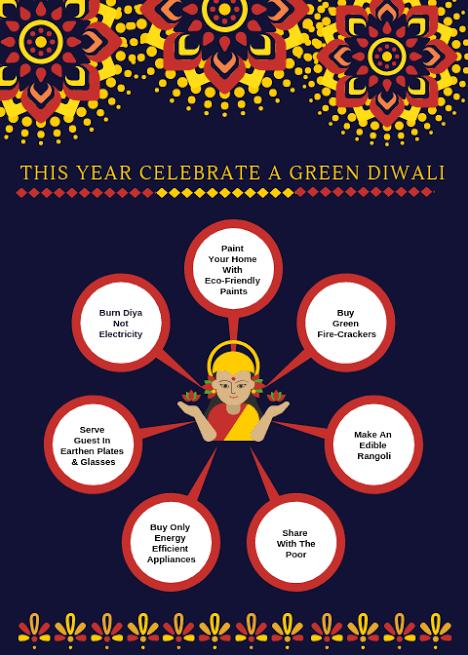 THIS YEAR CELEBRATE A GREEN DIWALI
Paint
Your Home
With
Eco-Friendly
Paints
Buy
Green
Fire-Crackers
Make An
Edible
Rangoli
Share
With The
Poor
Buy Only
Energy
Efficient
Appliances
Serve
Guest In
Earthen Plates
& Glasses
Burn Diya
Not
Electricity